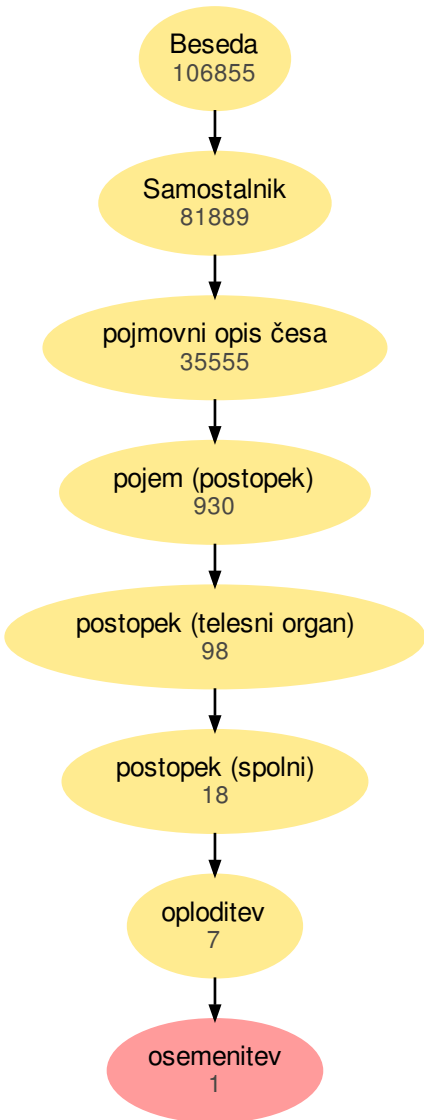 Beseda
106855
Samostalnik
81889
pojmovni opis česa
35555
pojem (postopek)
930
postopek (telesni organ)
98
postopek (spolni)
18
oploditev
7
osemenitev
1